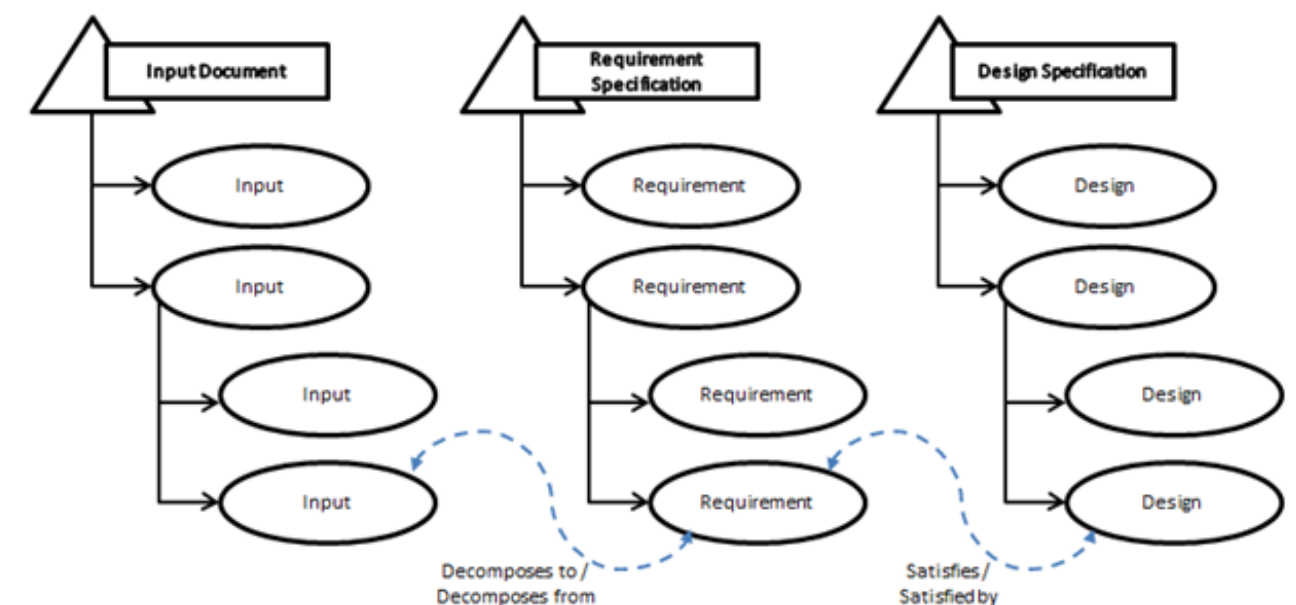 Input Document
Requirement
Specification
Design Specification
Input
Requirement
Design
Input
Requirement
Design
Input
Requirement
Design
Input
Requirement
Design
Decomposes to /
Decomposes from
Satisfies /
Satisfied by